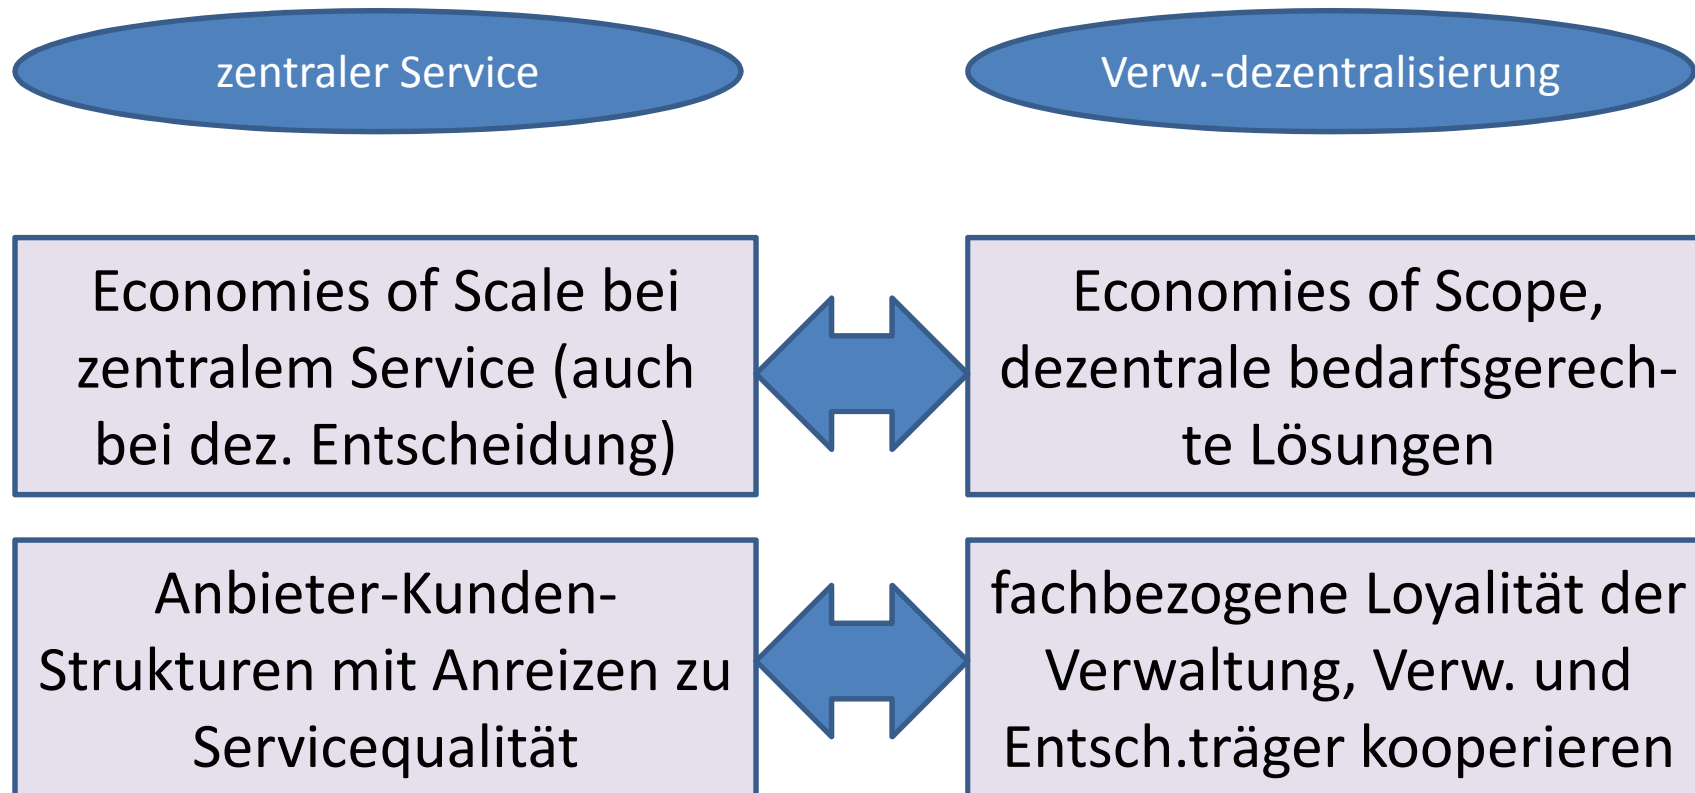 zentraler Service
Verw.-dezentralisierung
Economies of Scale bei
zentralem Service (auch
bei dez. Entscheidung)
Economies of Scope,
dezentrale bedarfsgerech-
te Lösungen
Anbieter-Kunden-
Strukturen mit Anreizen zu
Servicequalität
fachbezogene Loyalität der
Verwaltung, Verw. und
Entsch.träger kooperieren